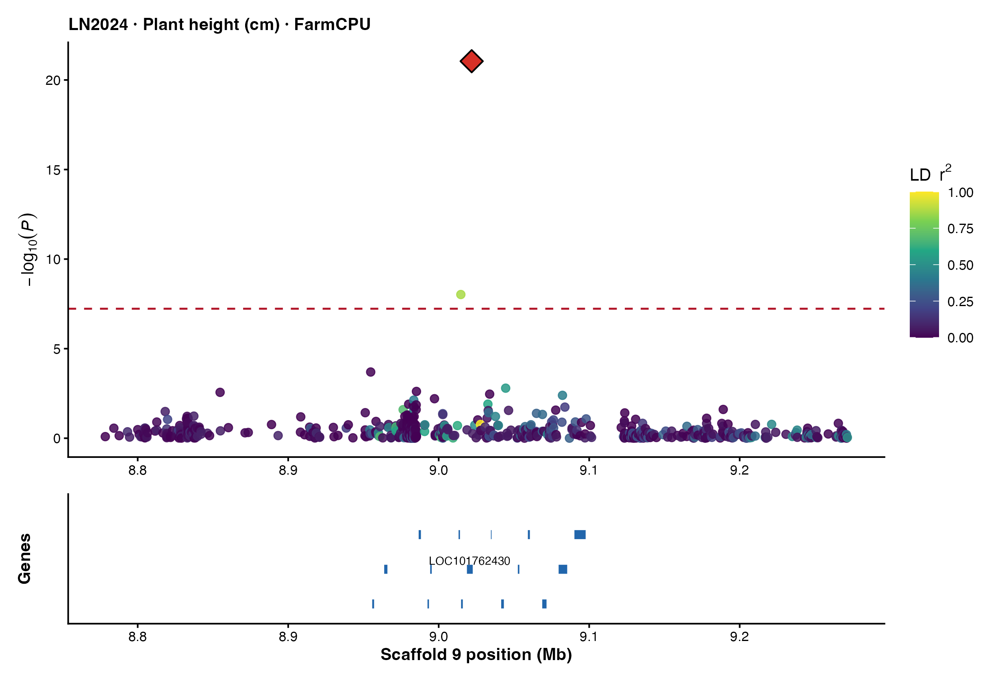 LN2024 · Plant height (cm) · FarmCPU
20
15
10
5
0
−log10(P)
8.8 8.9 9.0 9.1 9.2
LD r2
1.00
0.75
0.50
0.25
0.00
Genes
LOC101762430
8.8 8.9 9.0 9.1 9.2
Scaffold 9 position (Mb)